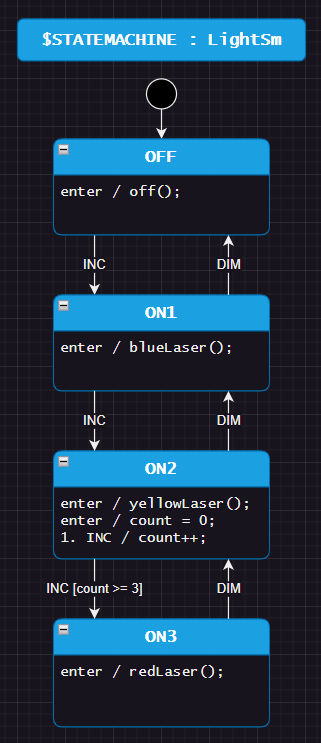 $STATEMACHINE : LightSm
OFF
enter / off();
INC
DIM
ON1
enter / blueLaser();
INC
DIM
ON2
enter / yellowLaser();
enter / count = 0;
1. INC / count++;
INC [count >= 3]
DIM
ON3
enter / redLaser();